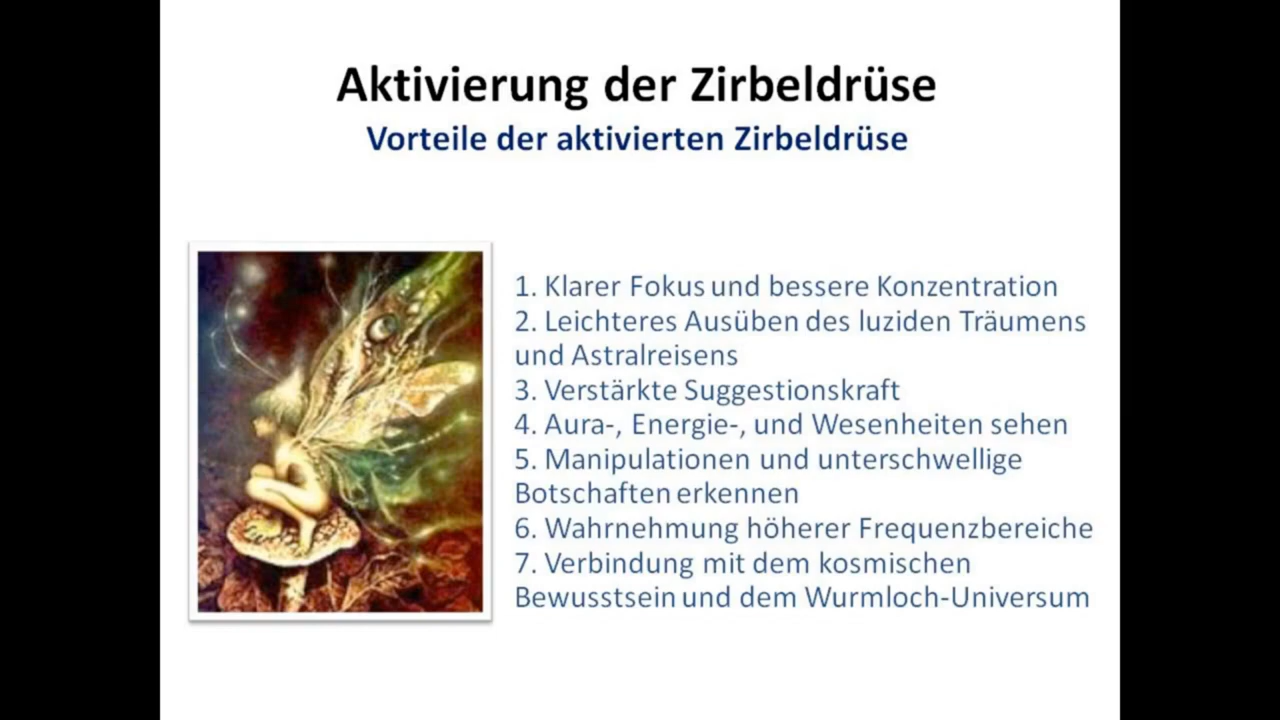 Aktivierung der Zirbeldrüse
Vorteile der aktivierten Zirbeldrüse
1. Klarer Fokus und bessere Konzentration
2. Leichteres Ausüben des luziden Träumens
und Astralreisens
3. Verstärkte Suggestionskraft
4. Aura-, Energie-, und Wesenheiten sehen
5. Manipulationen und unterschwellige
Botschaften erkennen
6. Wahrnehmung höherer Frequenzbereiche
7. Verbindung mit dem kosmischen
Bewusstsein und dem Wurmloch-Universum